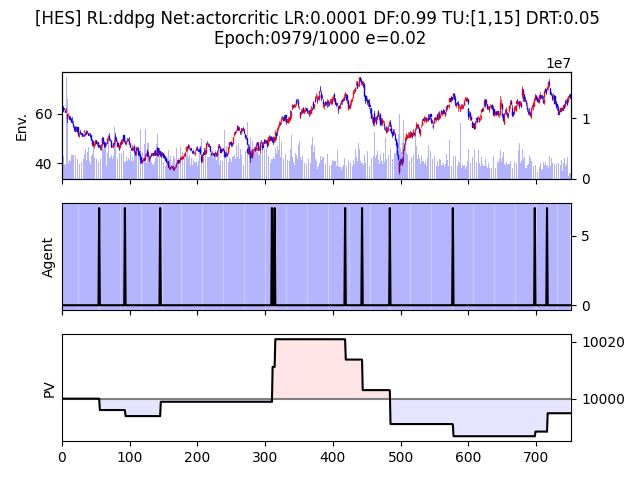 [HES] RL:ddpg Net:actorcritic LR:0.0001 DF:0.99 TU:[1,15] DRT:0.05
Epoch:0979/1000 e=0.02
1e7
Env.
60
40
1
0
Agent
5
0
PV
10020
10000
0 100 200 300 400 500 600 700